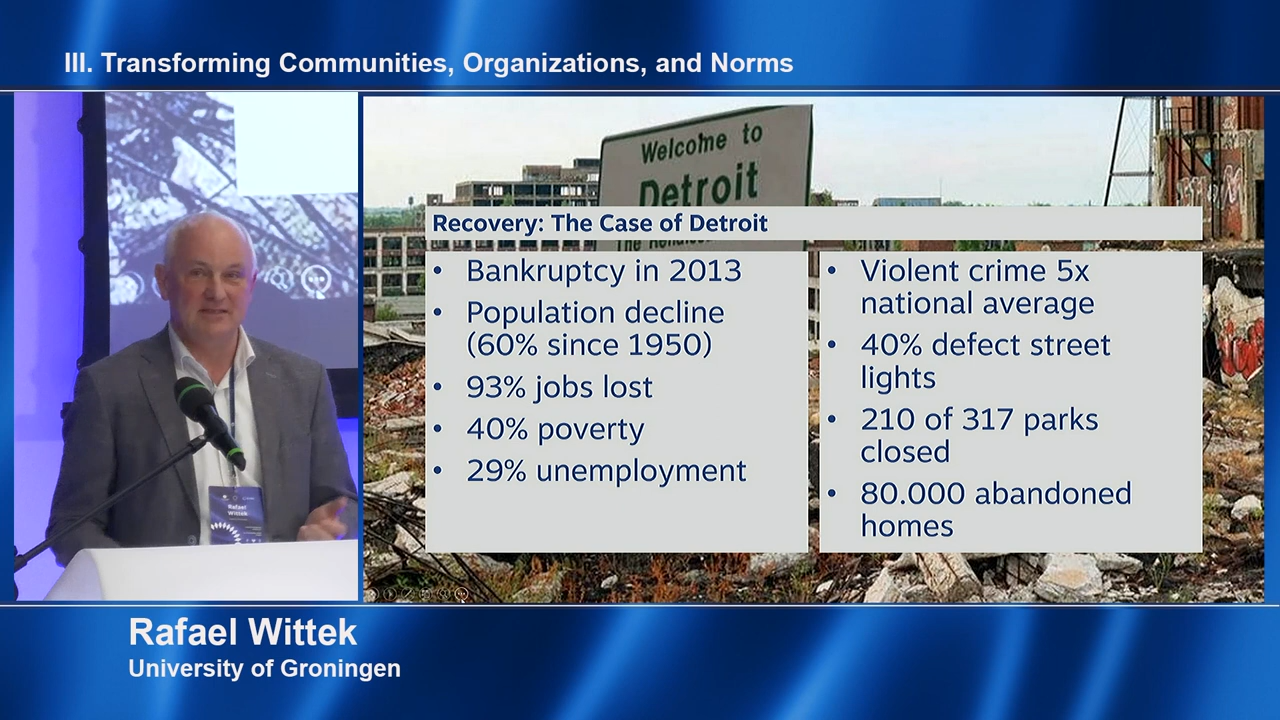 III. Transforming Communities, Organizations, and Norms
Welcome to
Detroit
Recovery: The Case of Detroit
• Bankruptcy in 2013
• Population decline
(60% since 1950)
• 93% jobs lost
• 40% poverty
• 29% unemployment
• Violent crime 5x
national average
• 40% defect street
lights
• 210 of 317 parks
closed
• 80.000 abandoned
homes
Rafael
Wittek
Rafael Wittek
University of Groningen